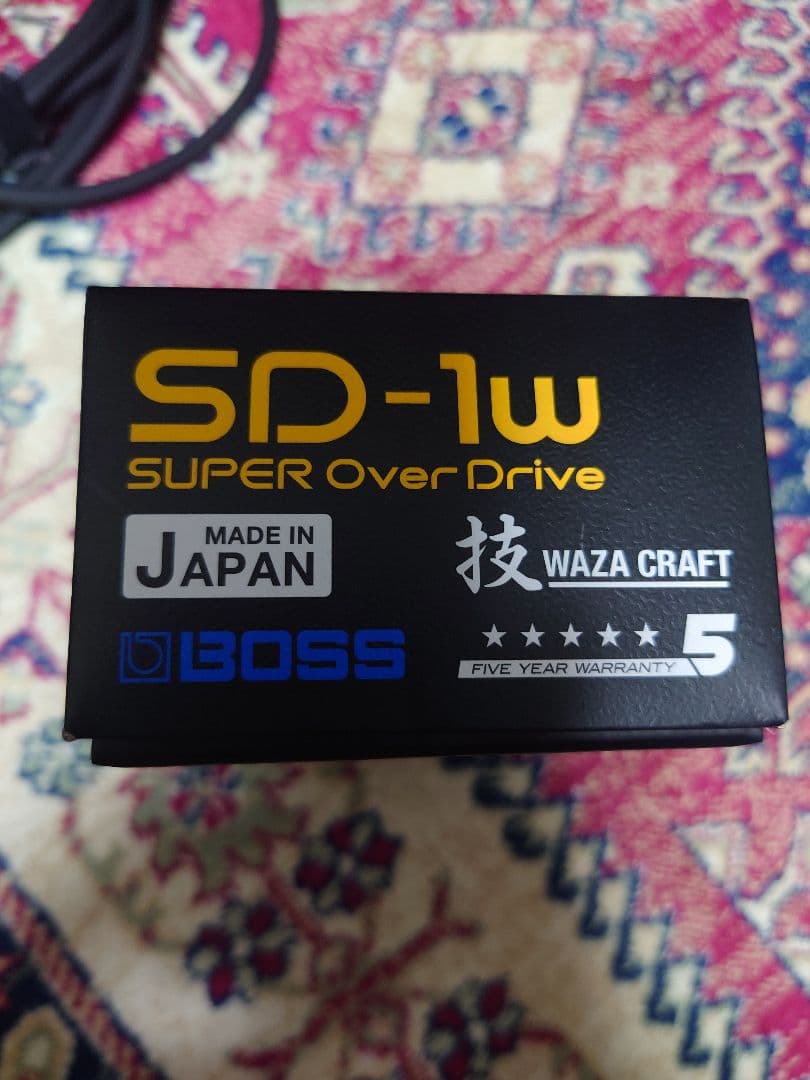 SD-1w
SUPER Over Drive
MADE IN
JAPAN
技 WAZA CRAFT
BOSS
★★★★★ 5
FIVE YEAR WARRANTY